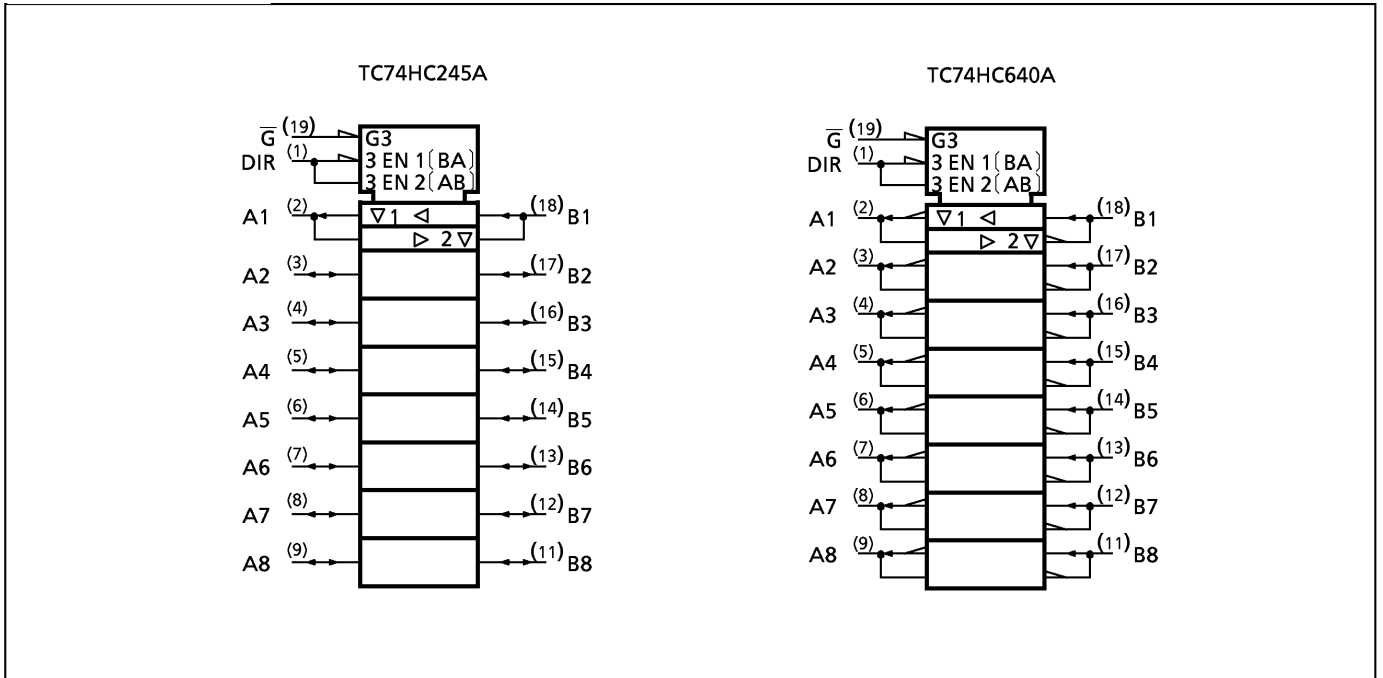 TC74HC245A
G̅ (19) G3
DIR (1) 3 EN 1 (BA)
3 EN 2 (AB)
A1 (2) ▽ 1 ◁ (18) B1
▷ 2 ▽
A2 (3) (17) B2
A3 (4) (16) B3
A4 (5) (15) B4
A5 (6) (14) B5
A6 (7) (13) B6
A7 (8) (12) B7
A8 (9) (11) B8
TC74HC640A
G̅ (19) G3
DIR (1) 3 EN 1 (BA)
3 EN 2 (AB)
A1 (2) ▽ 1 ◁ (18) B1
▷ 2 ▽
A2 (3) (17) B2
A3 (4) (16) B3
A4 (5) (15) B4
A5 (6) (14) B5
A6 (7) (13) B6
A7 (8) (12) B7
A8 (9) (11) B8